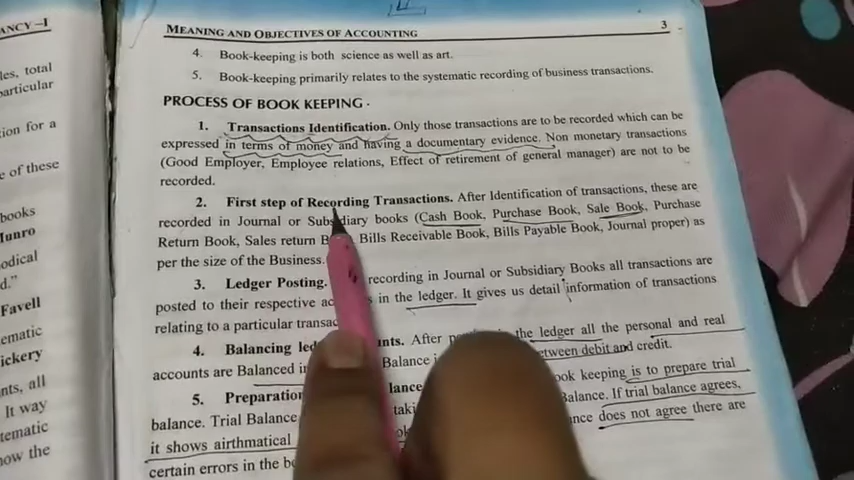 ANCY–I
MEANING AND OBJECTIVES OF ACCOUNTING 3
4. Book-keeping is both science as well as art.
5. Book-keeping primarily relates to the systematic recording of business transactions.
PROCESS OF BOOK KEEPING
1. Transactions Identification. Only those transactions are to be recorded which can be
expressed in terms of money and having a documentary evidence. Non monetary transactions
(Good Employer, Employee relations, Effect of retirement of general manager) are not to be
recorded.
2. First step of Recording Transactions. After Identification of transactions, these are
recorded in Journal or Subsidiary books (Cash Book, Purchase Book, Sale Book, Purchase
Return Book, Sales return Bills Receivable Book, Bills Payable Book, Journal proper) as
per the size of the Business.
3. Ledger Posting. recording in Journal or Subsidiary Books all transactions are
posted to their respective in the ledger. It gives us detail information of transactions
relating to a particular
4. Balancing After the ledger all the personal and real
accounts are Balanced Balance between debit and credit.
5. Preparation keeping is to prepare trial
balance. Trial Balance Balance. If trial balance agrees,
it shows airthmatical does not agree there are
certain errors in the
les, total
particular
tion for a
e of these
books
Munro
odical
d."
Favell
ematic
ickery
nts, all
It way
tematic
now the